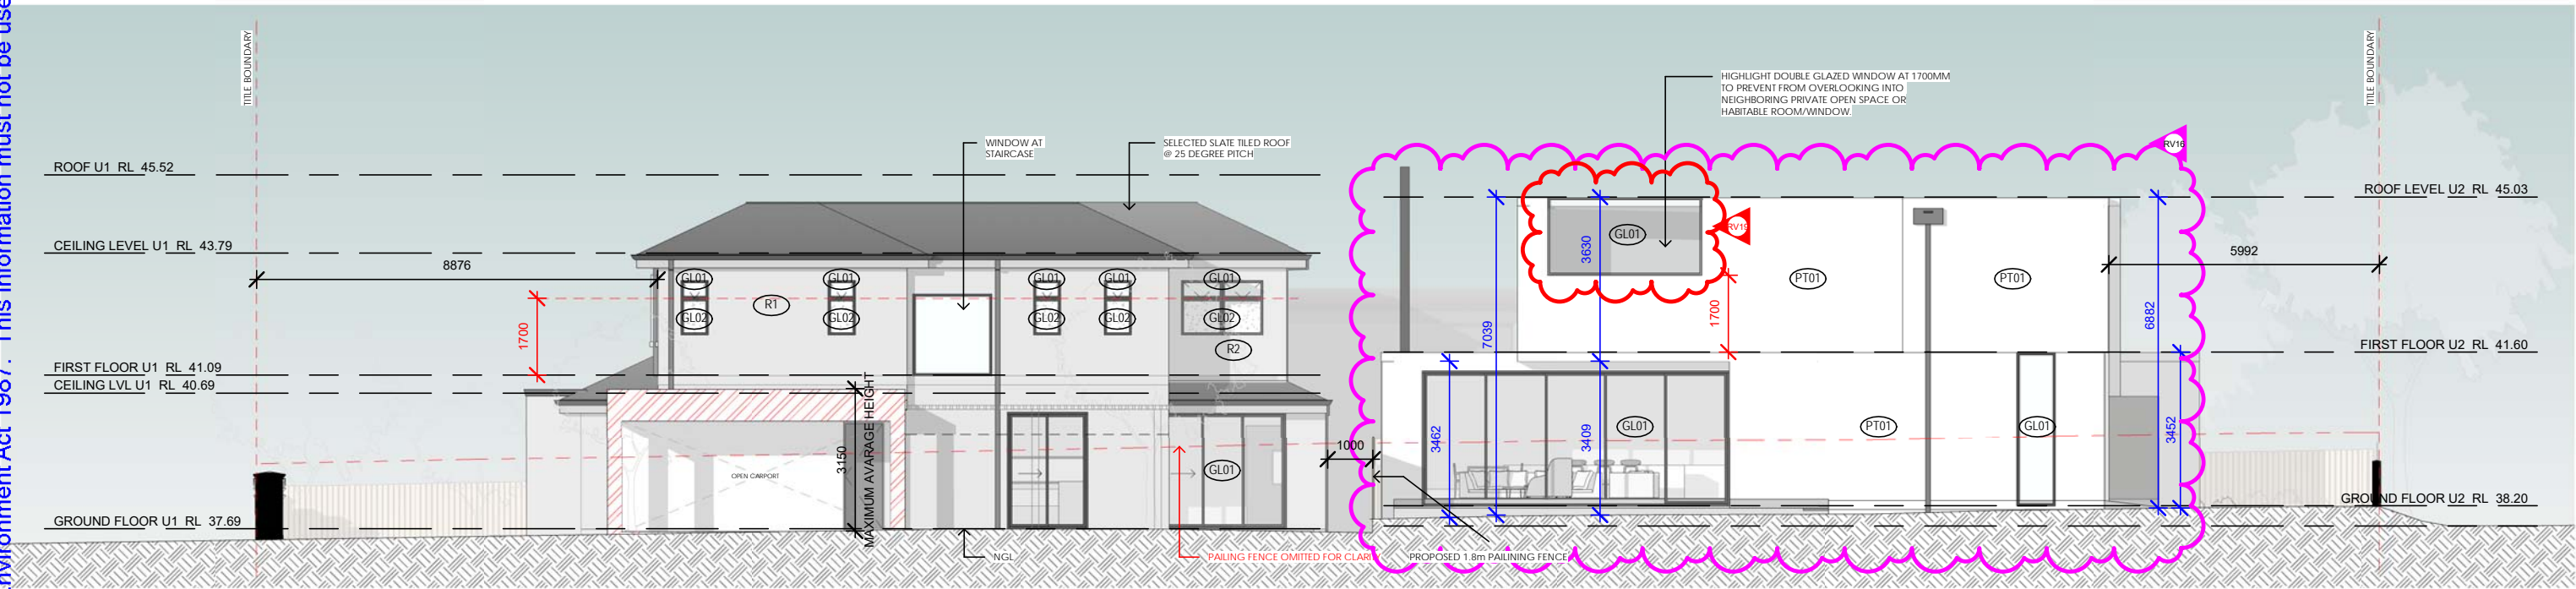 nvironment Act 1987. This information must not be use
TITLE BOUNDARY
ROOF U1 RL 45.52
CEILING LEVEL U1 RL 43.79
8876
1700
FIRST FLOOR U1 RL 41.09
CEILING LVL U1 RL 40.69
GROUND FLOOR U1 RL 37.69
WINDOW AT
STAIRCASE
SELECTED SLATE TILED ROOF
@ 25 DEGREE PITCH
GL01
GL01
GL01
GL01
GL01
R1
GL02
GL02
GL02
GL02
GL02
R2
OPEN CARPORT
3150
MAXIMUM AVARAGE HEIGHT
GL01
NGL
PAILING FENCE OMITTED FOR CLARI
1000
PROPOSED 1.8m PAILINING FENCE
HIGHLIGHT DOUBLE GLAZED WINDOW AT 1700MM
TO PREVENT FROM OVERLOOKING INTO
NEIGHBORING PRIVATE OPEN SPACE OR
HABITABLE ROOM/WINDOW.
RV16
RV19
GL01
3630
7039
1700
PT01
PT01
3462
3409
GL01
PT01
GL01
6882
3452
5992
TITLE BOUNDARY
ROOF LEVEL U2 RL 45.03
FIRST FLOOR U2 RL 41.60
GROUND FLOOR U2 RL 38.20